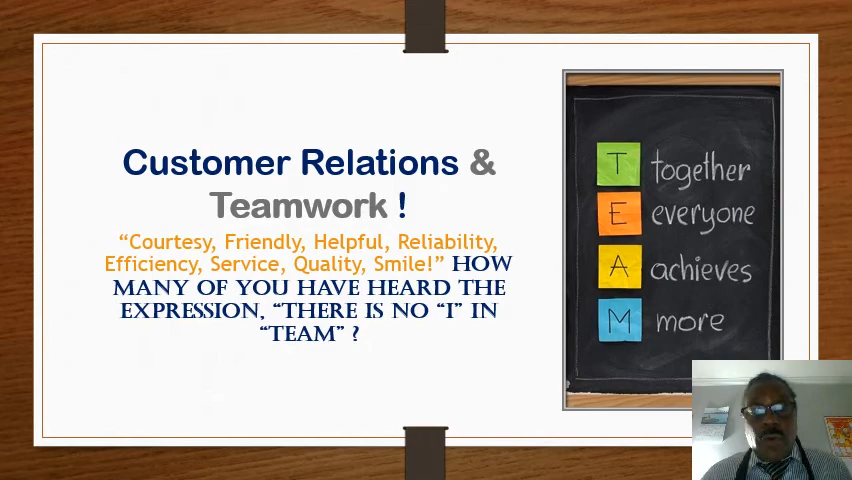 Customer Relations &
Teamwork !
“Courtesy, Friendly, Helpful, Reliability,
Efficiency, Service, Quality, Smile!” HOW
MANY OF YOU HAVE HEARD THE
EXPRESSION, “THERE IS NO “I” IN
“TEAM” ?
T together
E everyone
A achieves
M more